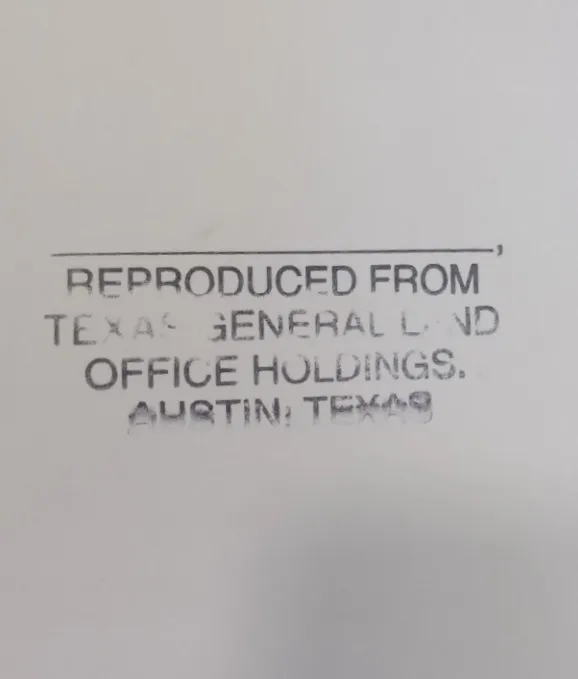 REPRODUCED FROM
TEXAS GENERAL LAND
OFFICE HOLDINGS.
AUSTIN, TEXAS